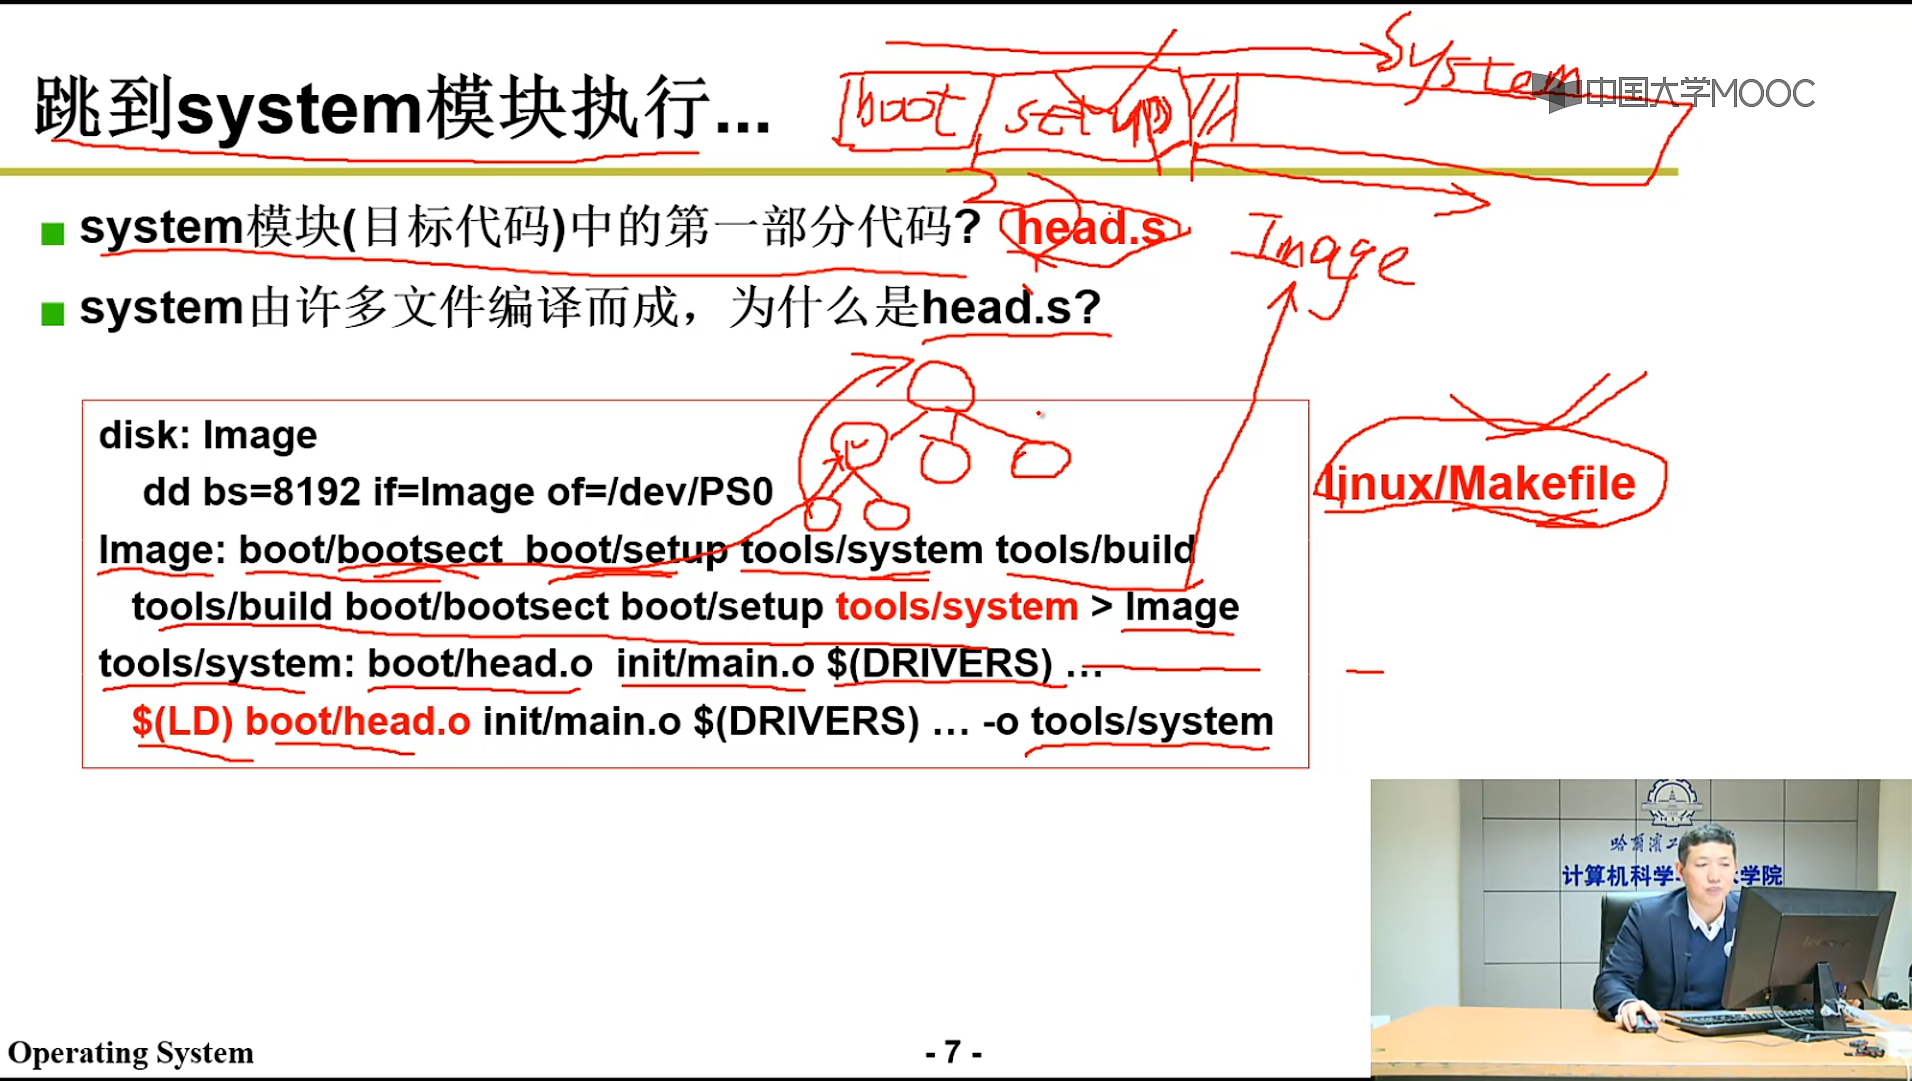 跳到system模块执行...
boot
setup
System
中国大学MOOC
system模块(目标代码)中的第一部分代码? head.s
Image
system由许多文件编译而成，为什么是head.s?
disk: Image
dd bs=8192 if=Image of=/dev/PS0
linux/Makefile
Image: boot/bootsect boot/setup tools/system tools/build
tools/build boot/bootsect boot/setup tools/system > Image
tools/system: boot/head.o init/main.o $(DRIVERS) …
$(LD) boot/head.o init/main.o $(DRIVERS) … -o tools/system
哈尔滨工
计算机科学
学院
Operating System
- 7 -